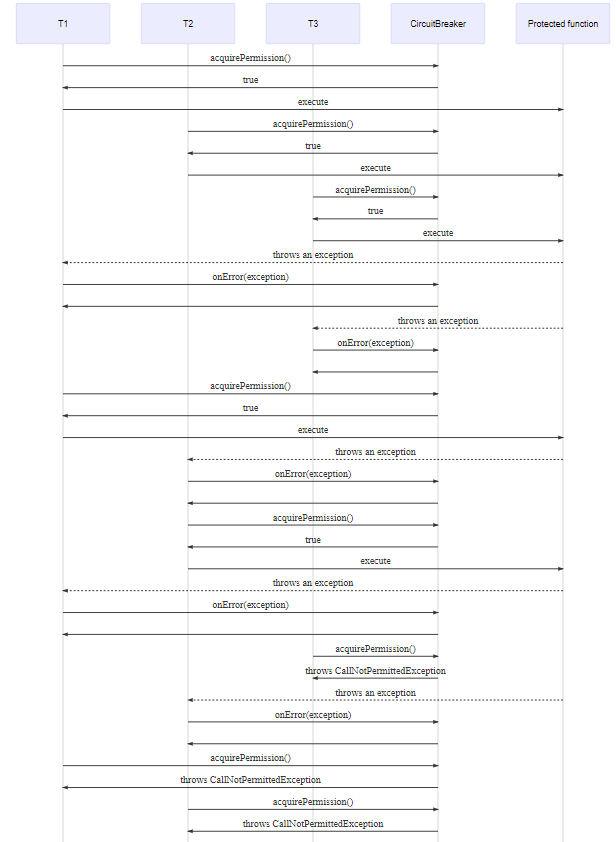 T1
T2
T3
CircuitBreaker
Protected function
acquirePermission()
true
execute
acquirePermission()
true
execute
acquirePermission()
true
execute
throws an exception
onError(exception)
throws an exception
onError(exception)
acquirePermission()
true
execute
throws an exception
onError(exception)
acquirePermission()
true
execute
throws an exception
onError(exception)
acquirePermission()
throws CallNotPermittedException
throws an exception
onError(exception)
acquirePermission()
throws CallNotPermittedException
acquirePermission()
throws CallNotPermittedException